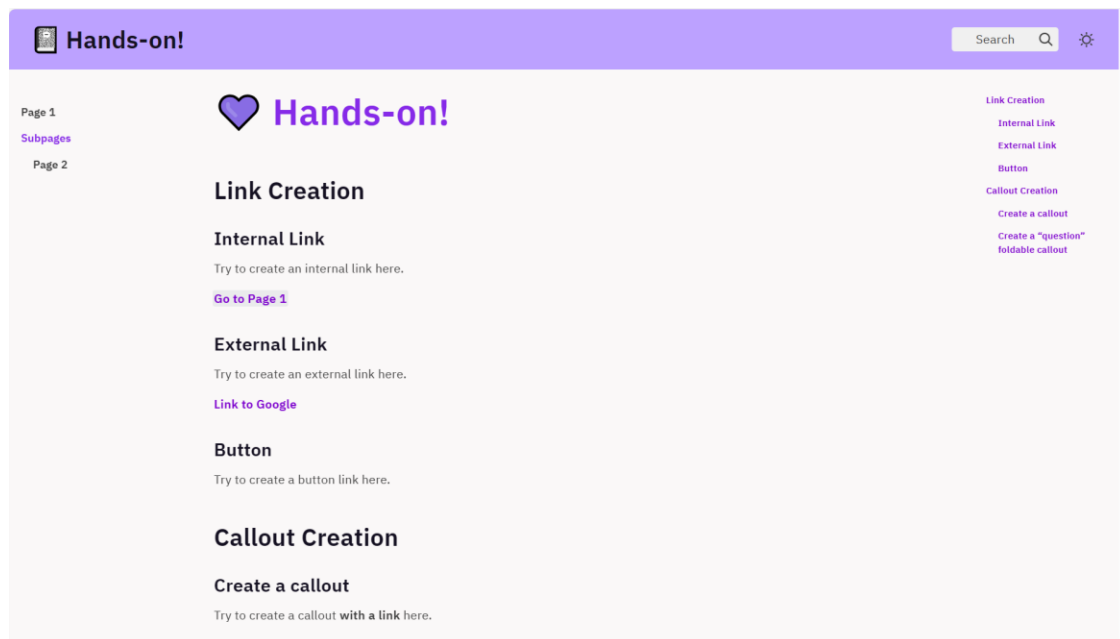 Hands-on!
Search
Page 1
Subpages
Page 2
Hands-on!
Link Creation
Internal Link
Try to create an internal link here.
Go to Page 1
External Link
Try to create an external link here.
Link to Google
Button
Try to create a button link here.
Callout Creation
Create a callout
Try to create a callout with a link here.
Link Creation
Internal Link
External Link
Button
Callout Creation
Create a callout
Create a “question”
foldable callout